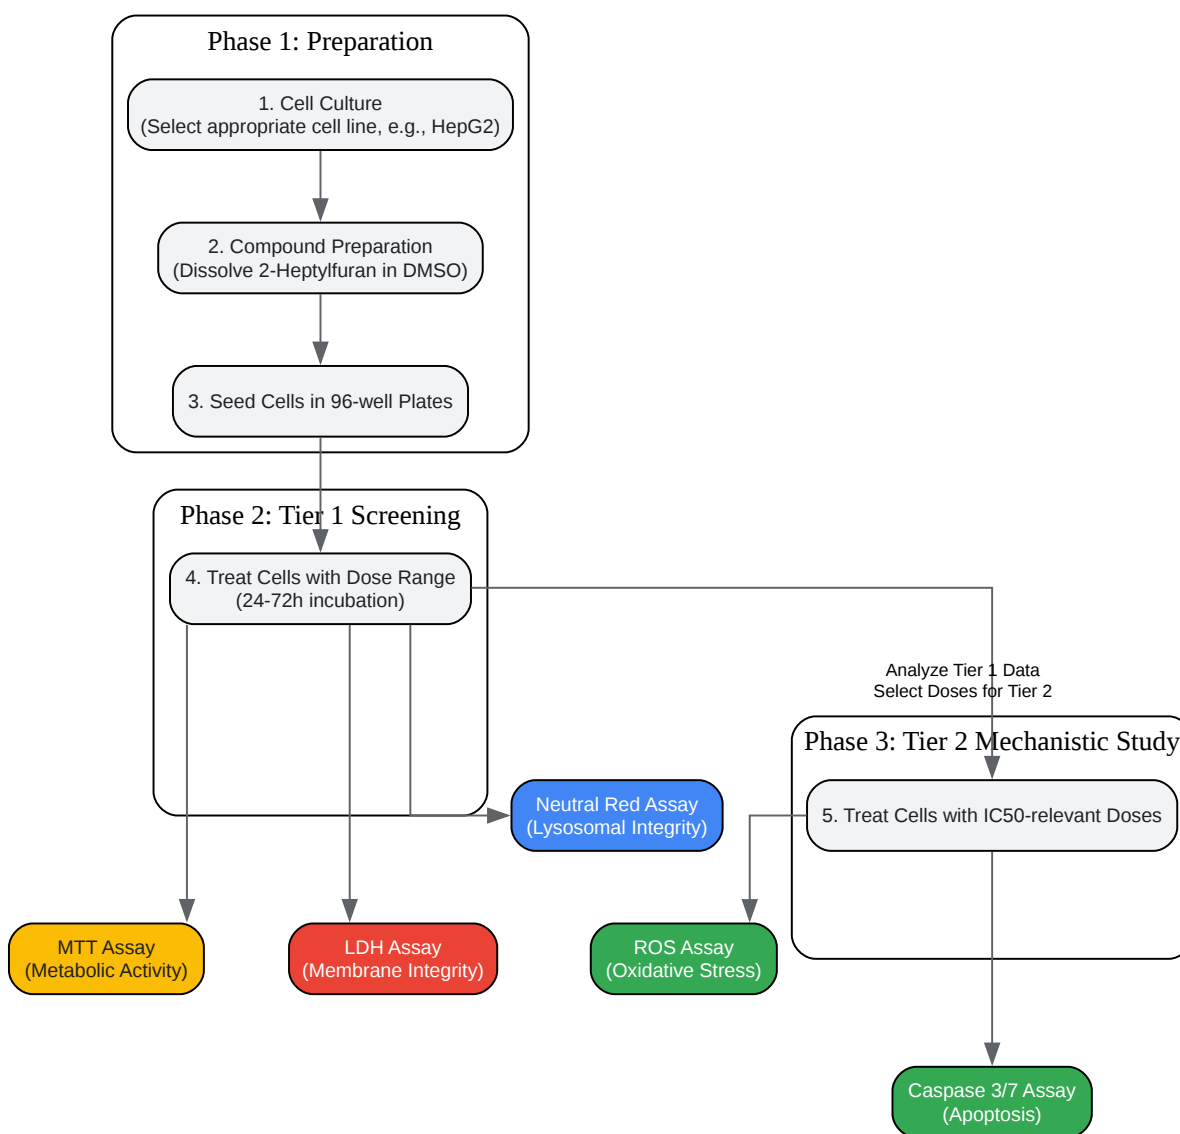 Phase 1: Preparation
1. Cell Culture
(Select appropriate cell line, e.g., HepG2)
2. Compound Preparation
(Dissolve 2-Heptylfuran in DMSO)
3. Seed Cells in 96-well Plates
Phase 2: Tier 1 Screening
4. Treat Cells with Dose Range
(24-72h incubation)
Analyze Tier 1 Data
Select Doses for Tier 2
Phase 3: Tier 2 Mechanistic Study
Neutral Red Assay
(Lysosomal Integrity)
5. Treat Cells with IC50-relevant Doses
MTT Assay
(Metabolic Activity)
LDH Assay
(Membrane Integrity)
ROS Assay
(Oxidative Stress)
Caspase 3/7 Assay
(Apoptosis)